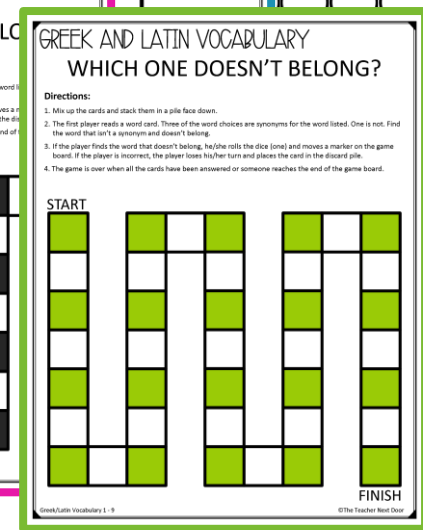 GREEK AND LATIN VOCABULARY
WHICH ONE DOESN'T BELONG?
Directions:
1. Mix up the cards and stack them in a pile face down.
2. The first player reads a word card. Three of the word choices are synonyms for the word listed. One is not. Find
the word that isn't a synonym and doesn't belong.
3. If the player finds the word that doesn't belong, he/she rolls the dice (one) and moves a marker on the game
board. If the player is incorrect, the player loses his/her turn and places the card in the discard pile.
4. The game is over when all the cards have been answered or someone reaches the end of the game board.
START
FINISH
Greek/Latin Vocabulary 1 - 9
©The Teacher Next Door